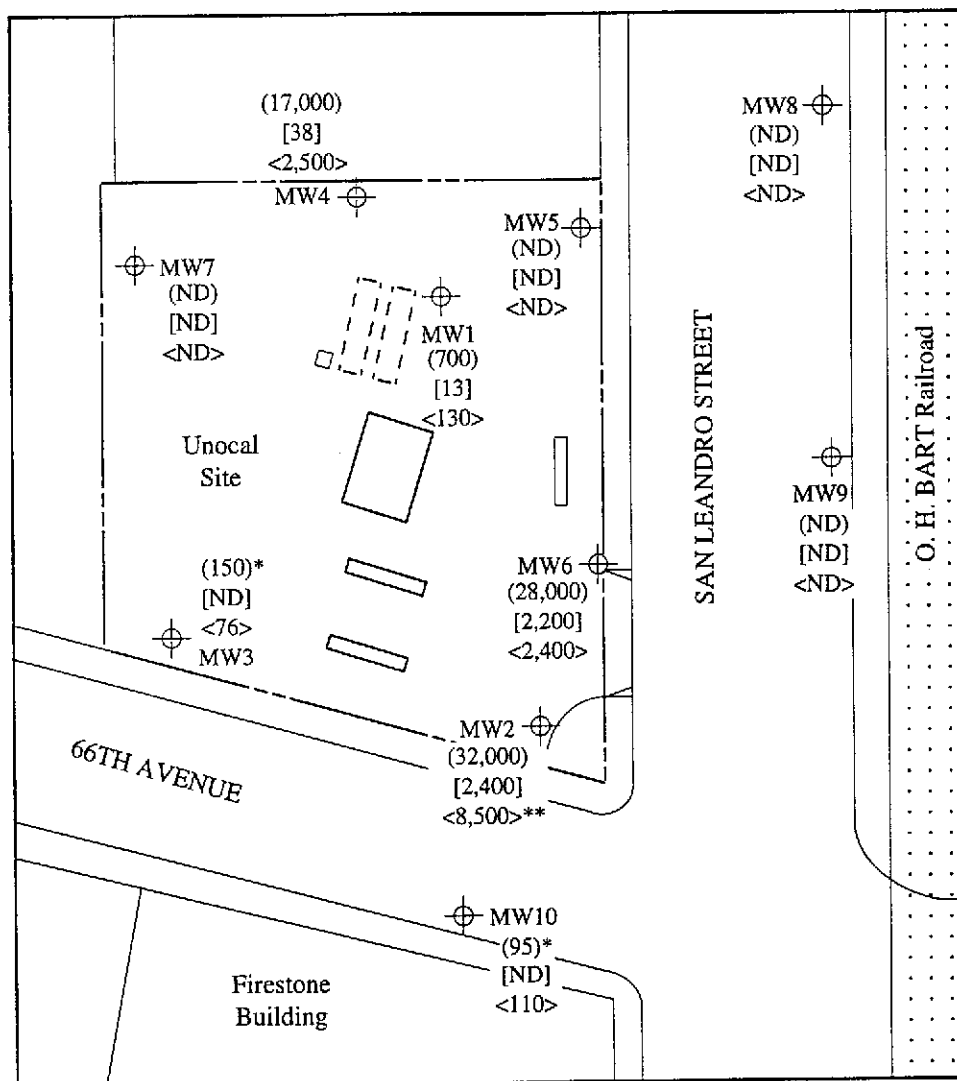 (17,000)
[38]
<2,500>
MW4
MW8
(ND)
[ND]
<ND>
MW5
(ND)
[ND]
<ND>
MW7
(ND)
[ND]
<ND>
MW1
(700)
[13]
<130>
Unocal
Site
SAN LEANDRO STREET
O. H. BART Railroad
MW9
(ND)
[ND]
<ND>
(150)*
[ND]
<76>
MW3
MW6
(28,000)
[2,200]
<2,400>
MW2
(32,000)
[2,400]
<8,500>**
66TH AVENUE
MW10
(95)*
[ND]
<110>
Firestone
Building